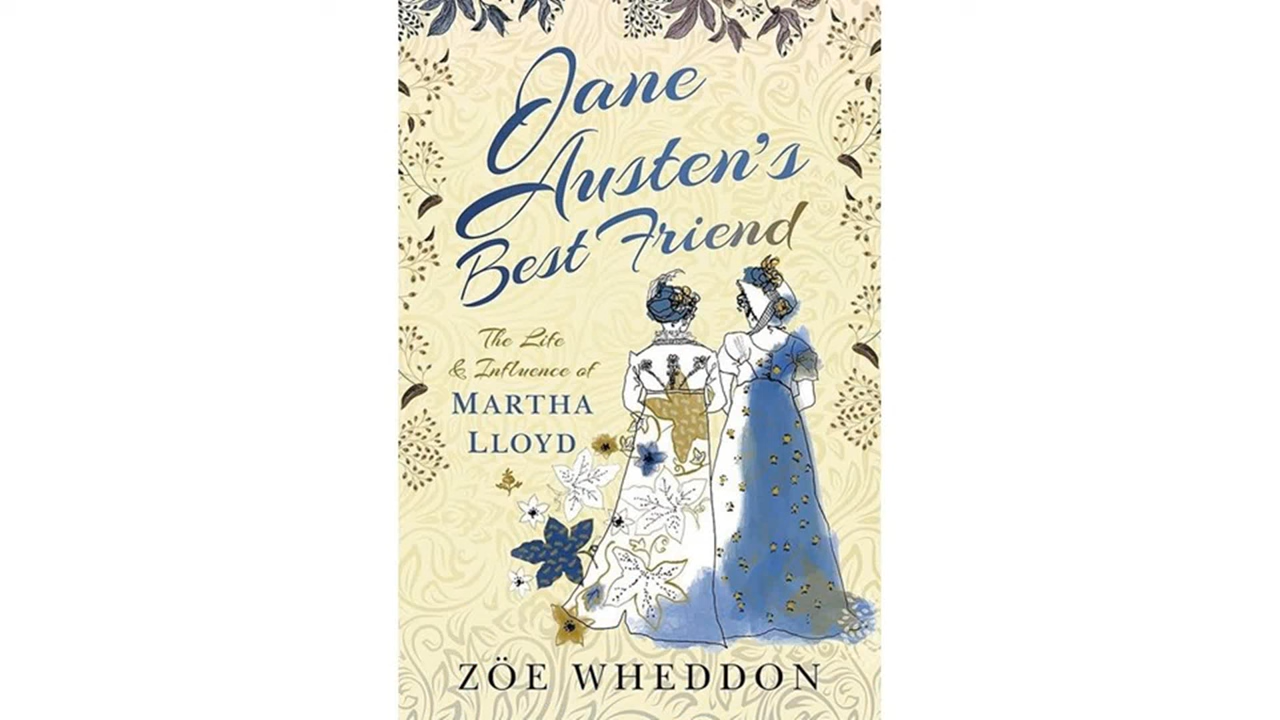 Jane
Austen's
Best Friend
The Life
& Influence of
MARTHA
LLOYD
ZÖE WHEDDON